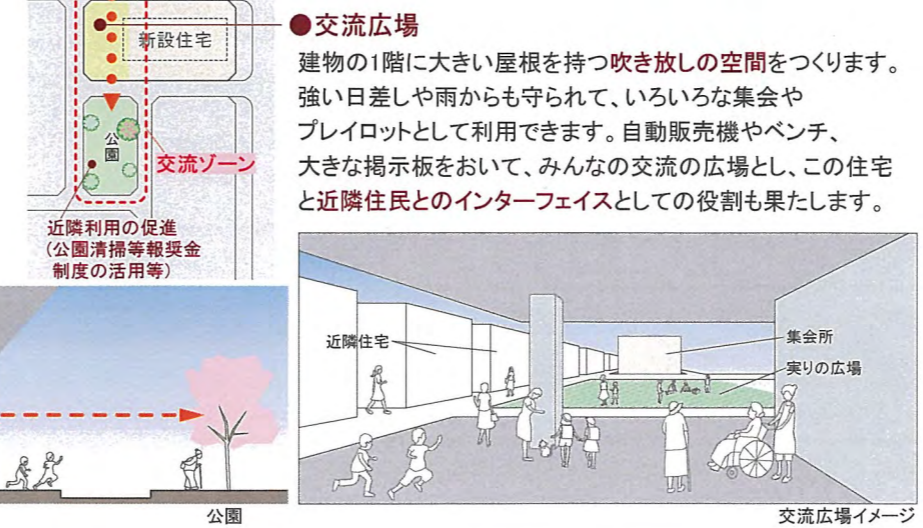 新設住宅
公園
交流ゾーン
近隣利用の促進
(公園清掃等報奨金
制度の活用等)
●交流広場
建物の1階に大きい屋根を持つ吹き放しの空間をつくります。
強い日差しや雨からも守られて、いろいろな集会や
プレイロットとして利用できます。自動販売機やベンチ、
大きな掲示板をおいて、みんなの交流の広場とし、この住宅
と近隣住民とのインターフェイスとしての役割も果たします。
公園
近隣住宅
集会所
実りの広場
交流広場イメージ